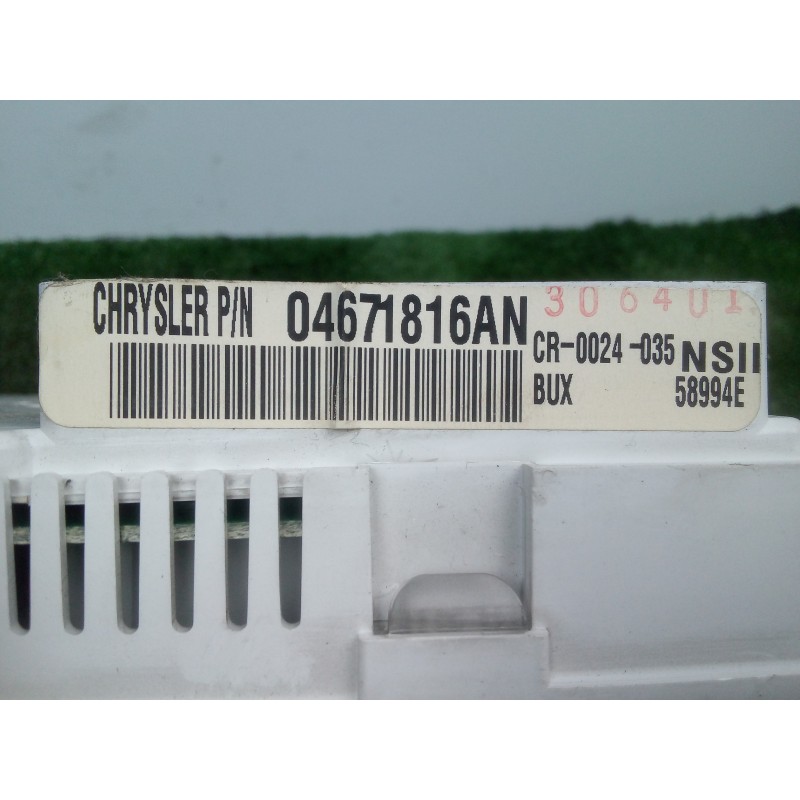 CHRYSLER P/N 04671816AN 306401
CR-0024-035 NSII
BUX 58994E